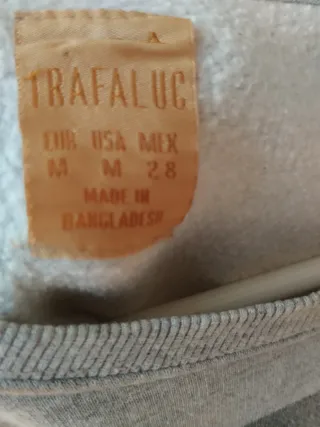 TRAFALUC
EUR USA MEX
M M 28
MADE IN
BANGLADESH